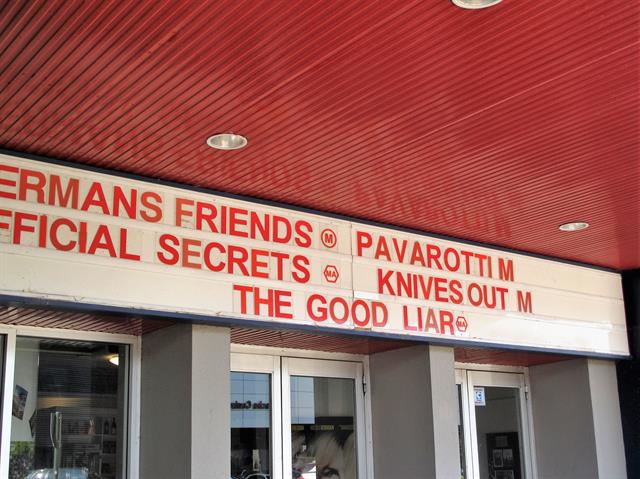 ERMANS FRIENDS M PAVAROTTI M
FFICIAL SECRETS MA KNIVES OUT M
THE GOOD LIAR MA